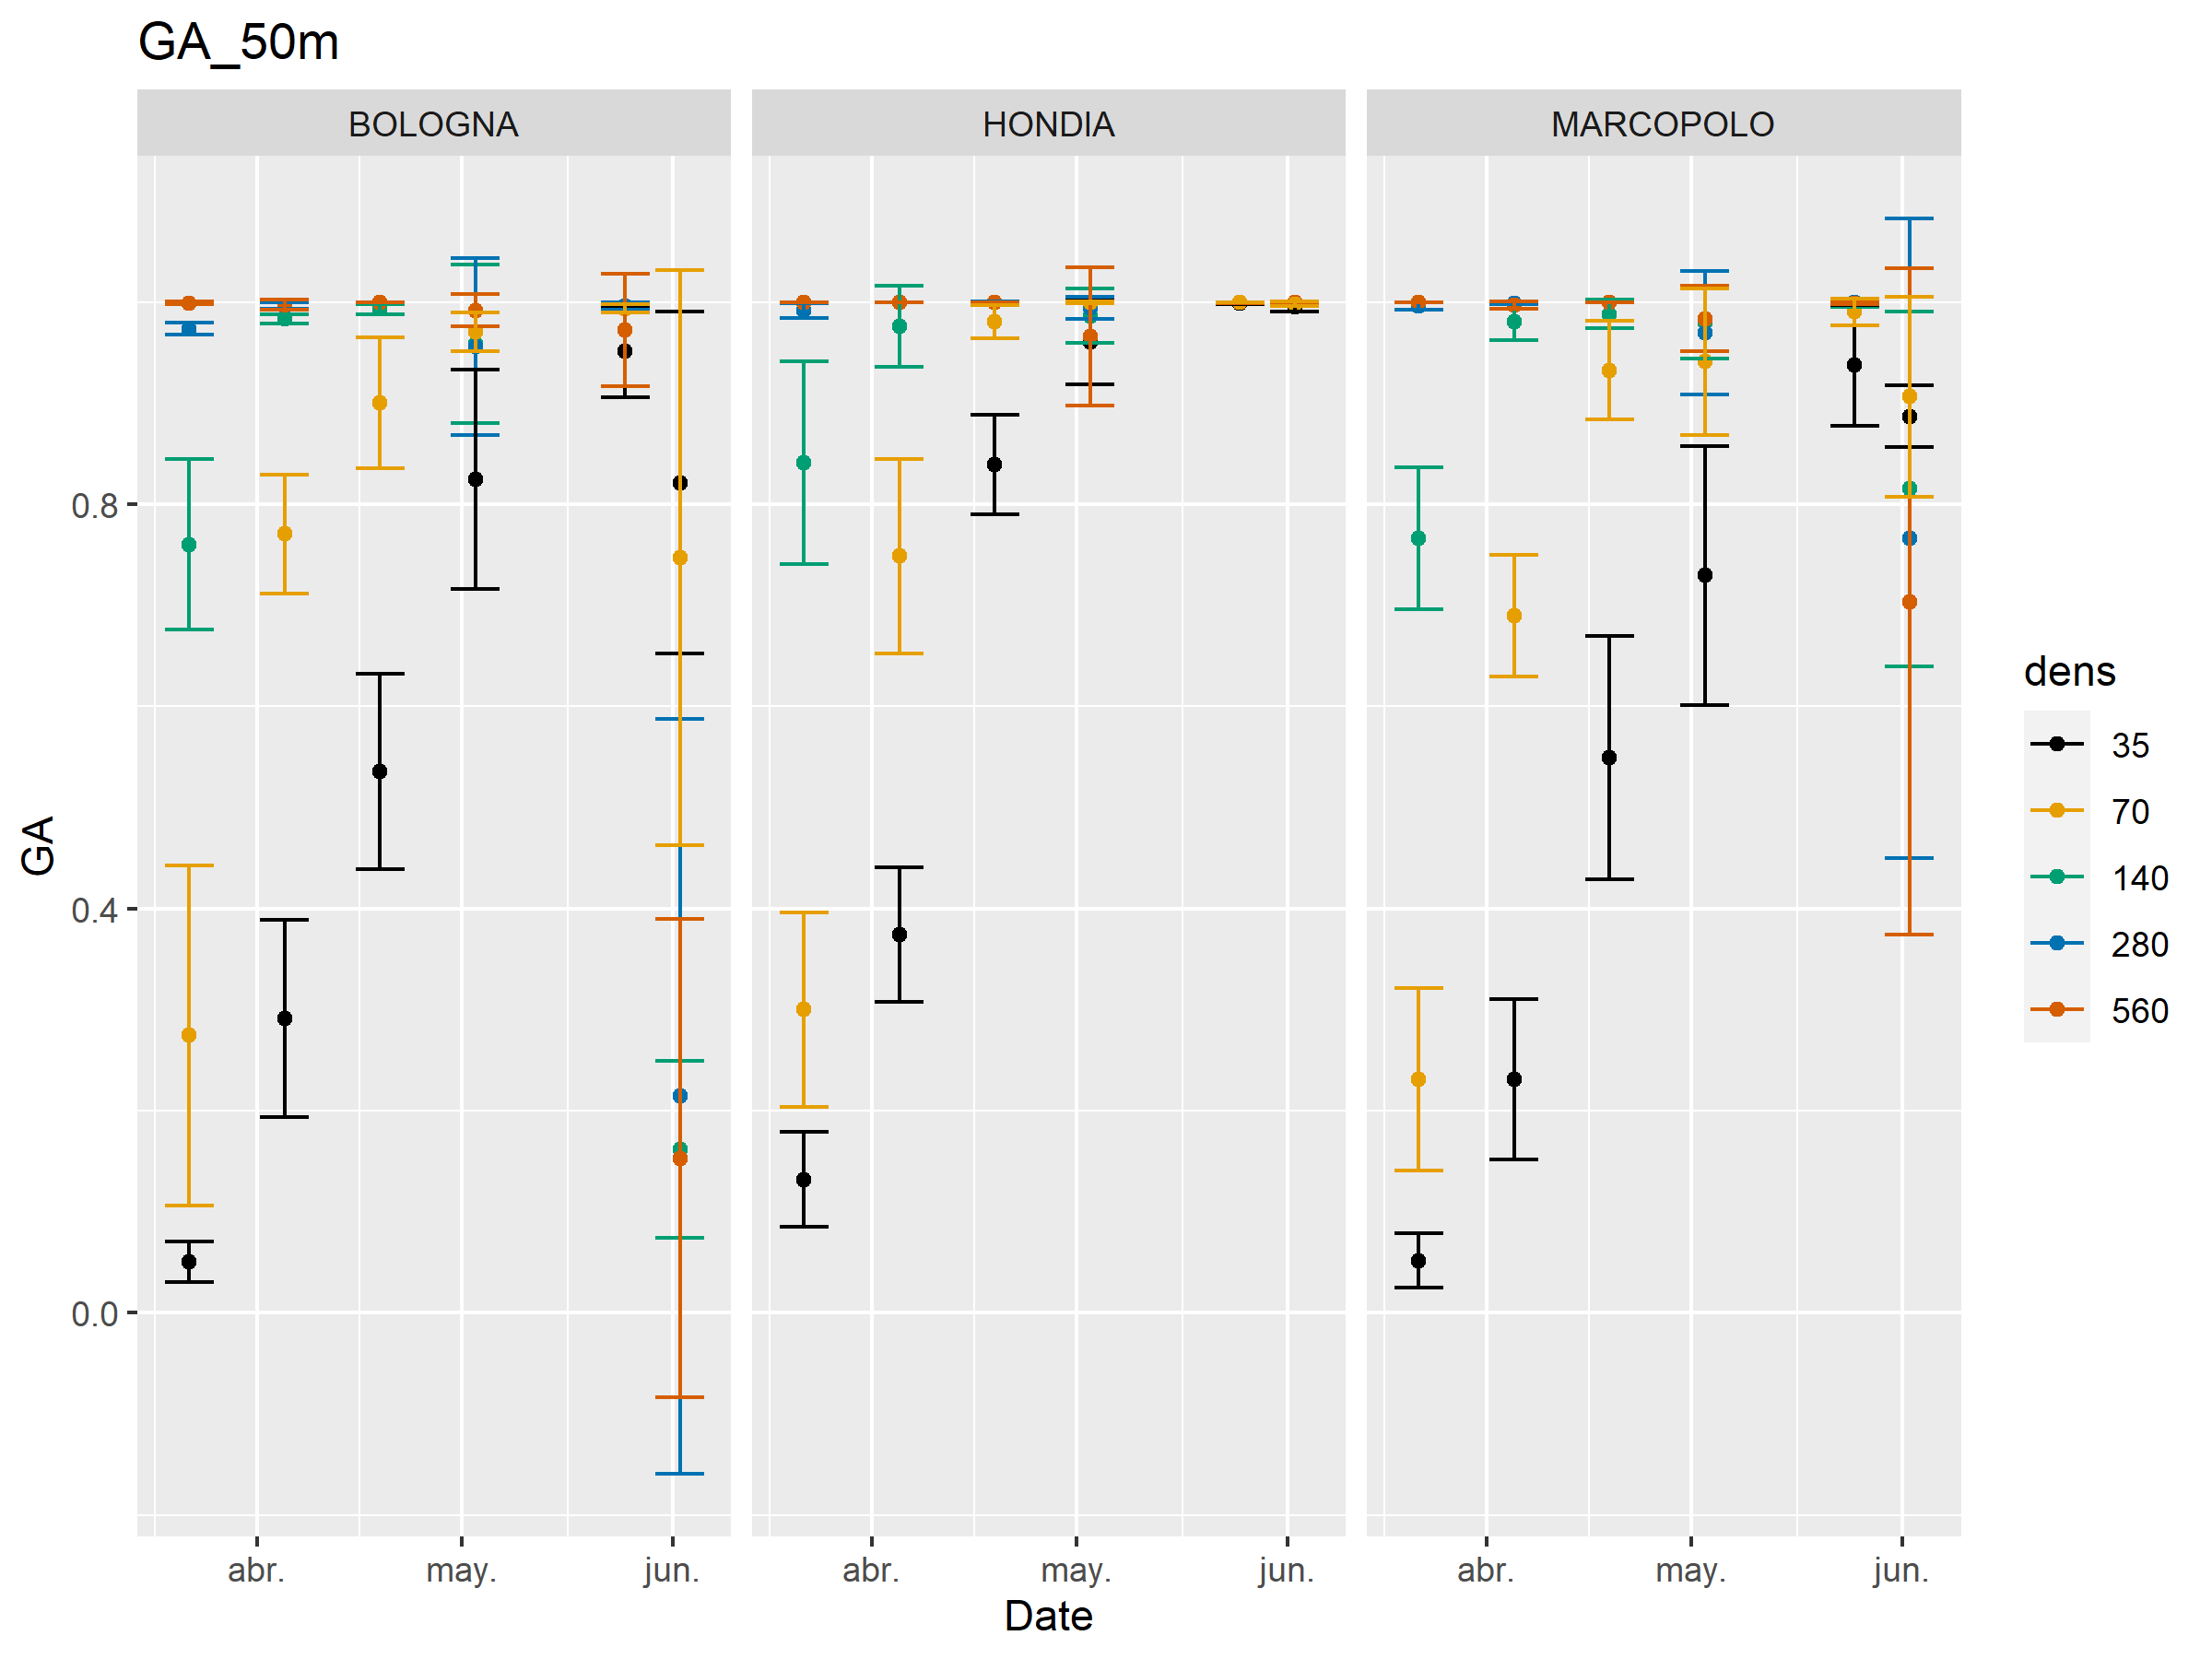 GA_50m
BOLOGNA HONDIA MARCOPOLO
GA
0.8
0.4
0.0
abr. may. jun. abr. may. jun. abr. may. jun.
Date
dens
35
70
140
280
560